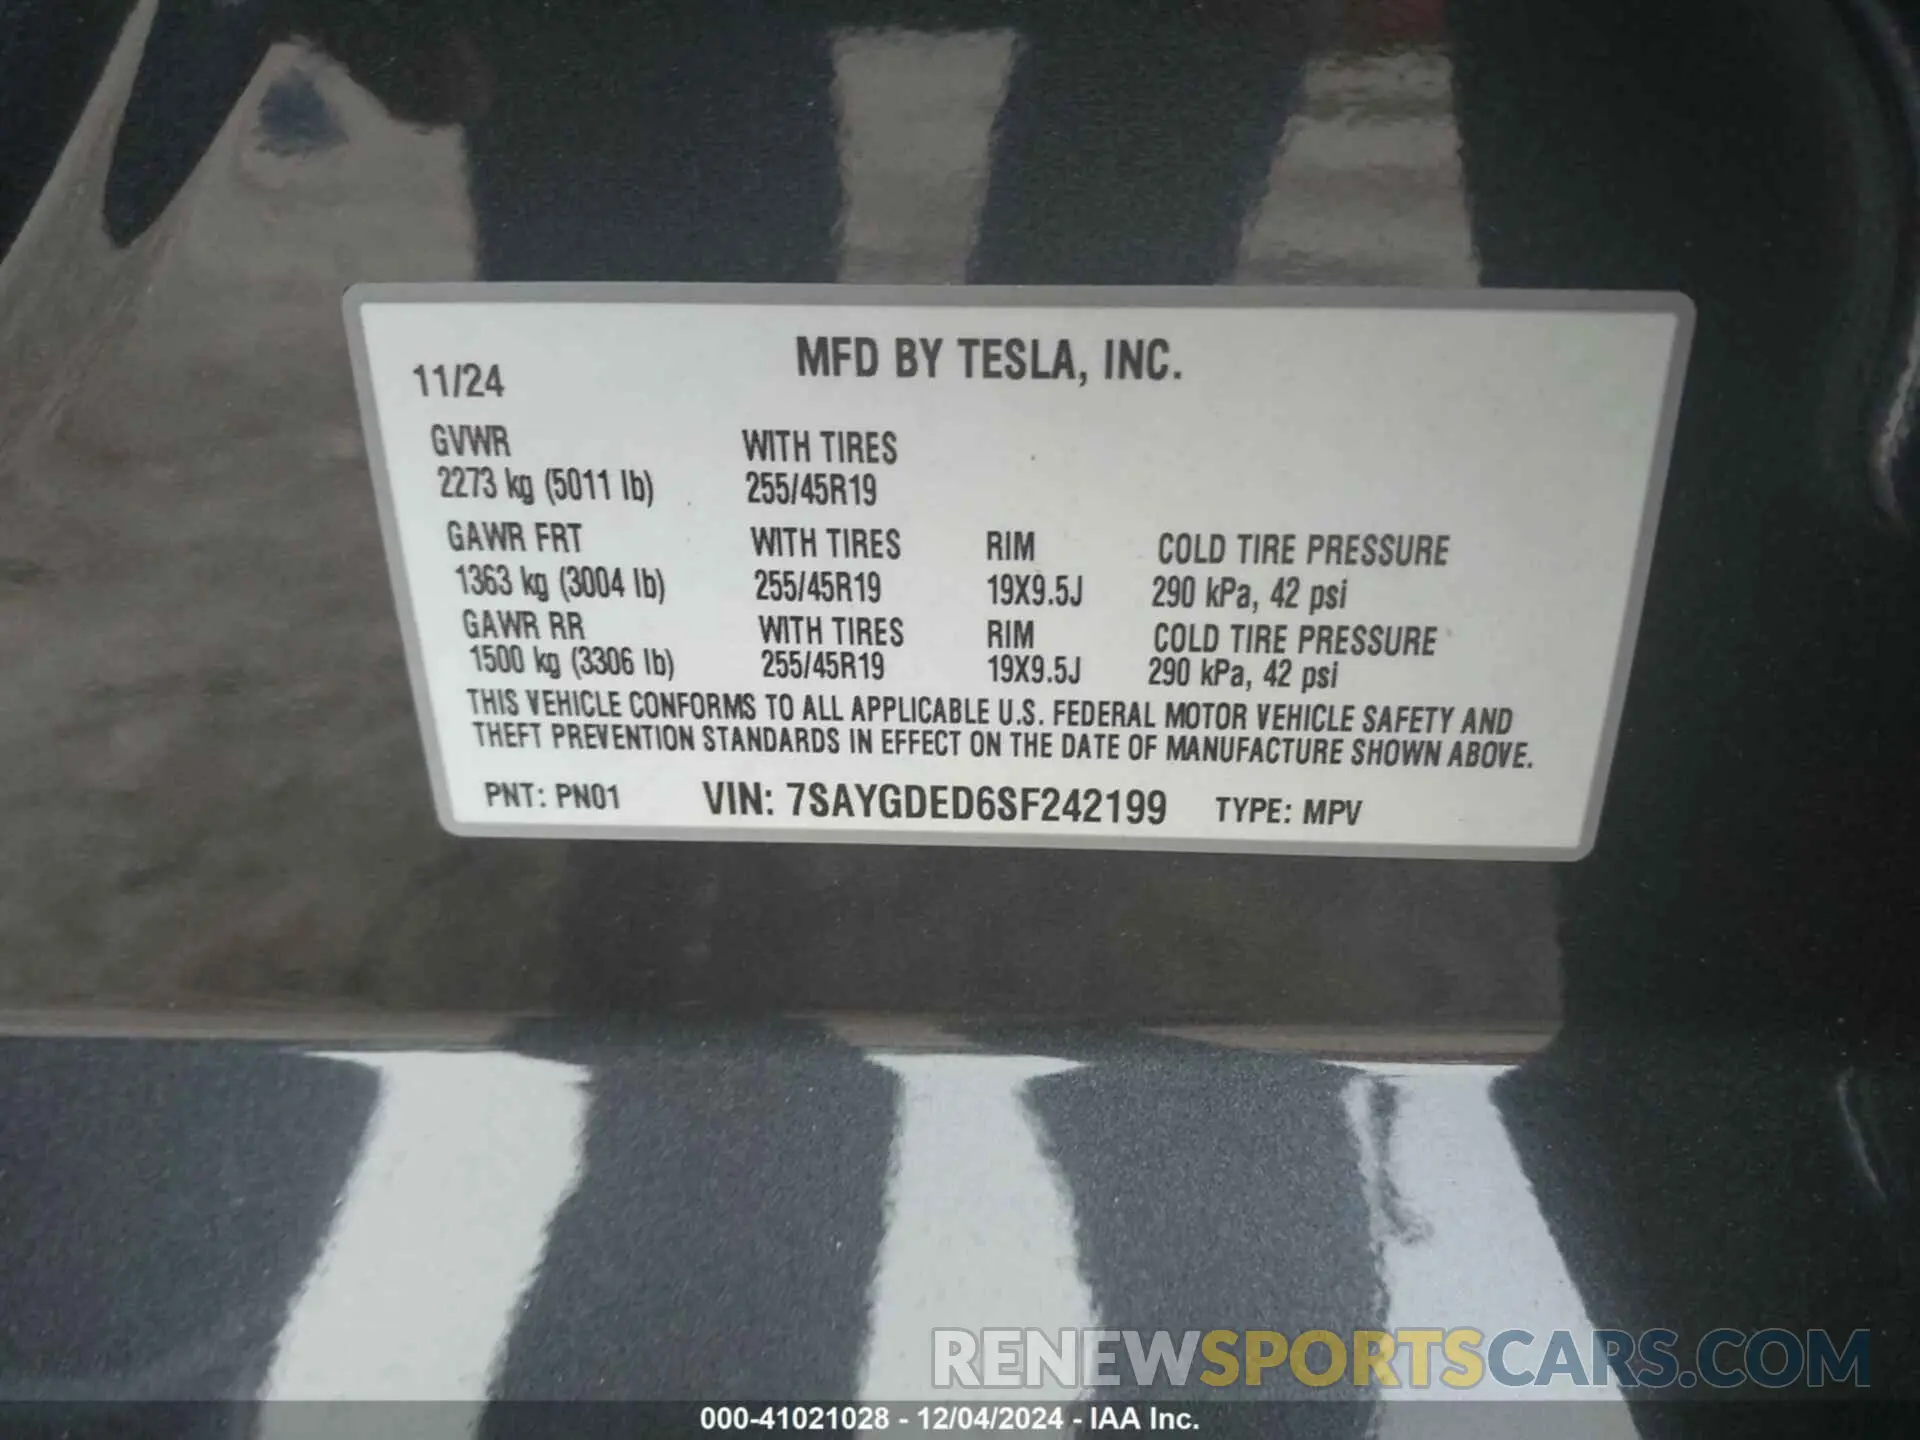 MFD BY TESLA, INC.
11/24
GVWR WITH TIRES
2273 kg (5011 lb) 255/45R19
GAWR FRT WITH TIRES RIM COLD TIRE PRESSURE
1363 kg (3004 lb) 255/45R19 19X9.5J 290 kPa, 42 psi
GAWR RR WITH TIRES RIM COLD TIRE PRESSURE
1500 kg (3306 lb) 255/45R19 19X9.5J 290 kPa, 42 psi
THIS VEHICLE CONFORMS TO ALL APPLICABLE U.S. FEDERAL MOTOR VEHICLE SAFETY AND
THEFT PREVENTION STANDARDS IN EFFECT ON THE DATE OF MANUFACTURE SHOWN ABOVE.
PNT: PN01 VIN: 7SAYGDED6SF242199 TYPE: MPV
RENEWSPORTSCARS.COM
000-41021028 - 12/04/2024 - IAA Inc.